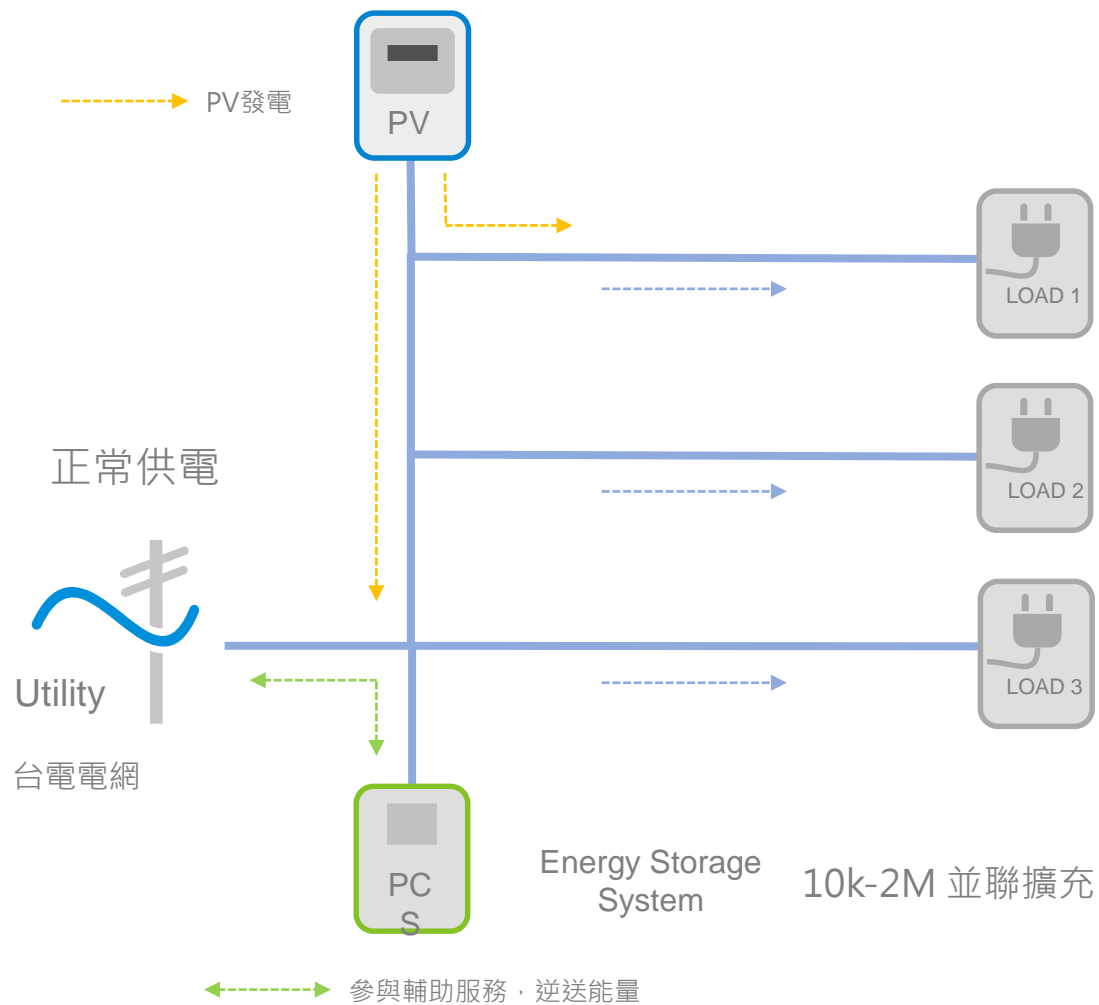 PV發電
PV
LOAD 1
正常供電
LOAD 2
Utility
LOAD 3
台電電網
PC
S
Energy Storage
System
10k-2M 並聯擴充
參與輔助服務，逆送能量